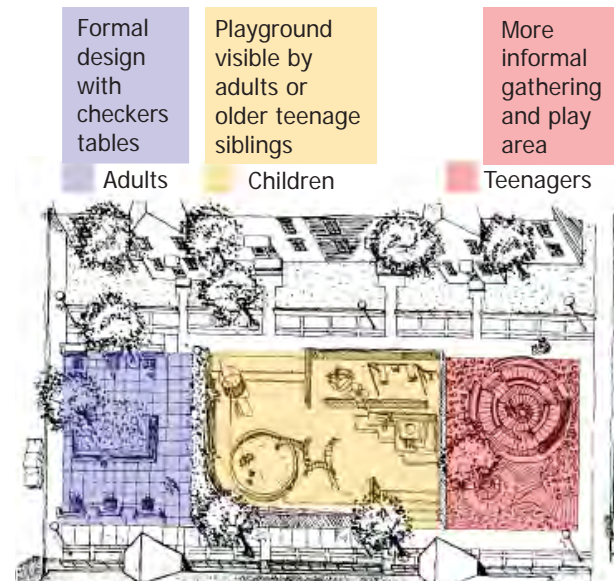 Formal
design
with
checkers
tables
Playground
visible by
adults or
older teenage
siblings
More
informal
gathering
and play
area
Adults
Children
Teenagers